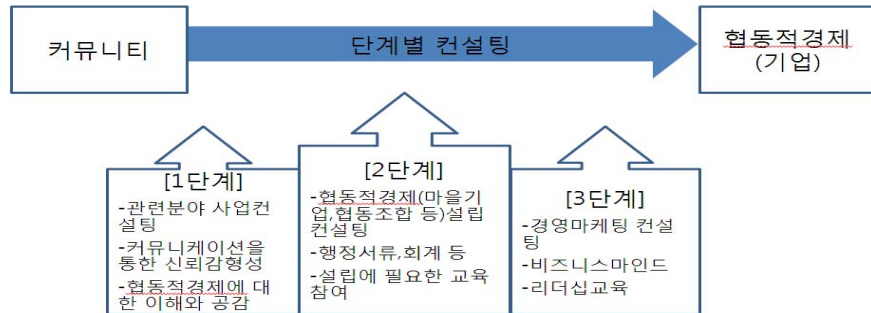 커뮤니티
단계별 컨설팅
협동적경제
(기업)
[1단계]
-관련분야 사업컨
설팅
-커뮤니케이션을
통한 신뢰감형성
-협동적경제에 대
한 이해와 공감
[2단계]
-협동적경제(마을기
업,협동조합 등)설립
컨설팅
-행정서류,회계 등
-설립에 필요한 교육
참여
[3단계]
-경영마케팅 컨설
팅
-비즈니스마인드
-리더십교육